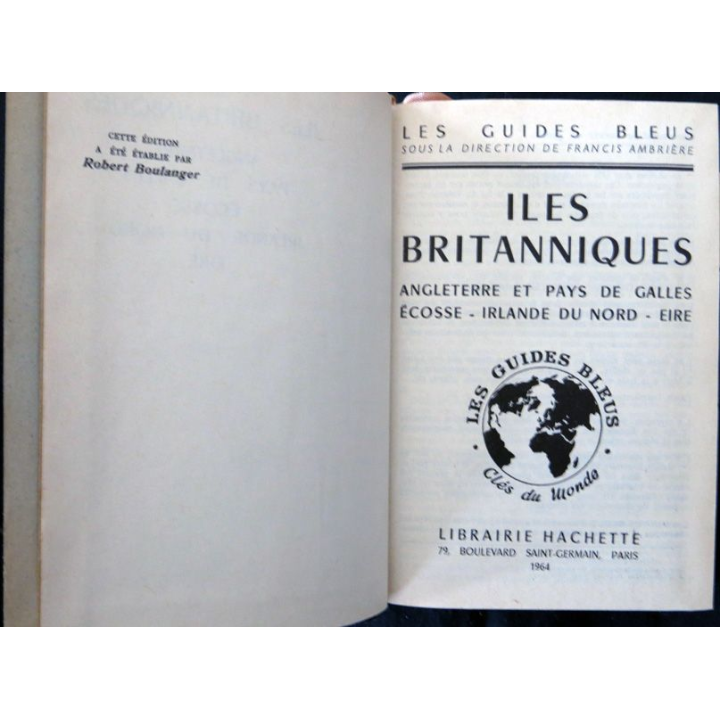 CETTE ÉDITION
A ÉTÉ ÉTABLIE PAR
Robert Boulanger
LES GUIDES BLEUS
SOUS LA DIRECTION DE FRANCIS AMBRIÈRE
ILES
BRITANNIQUES
ANGLETERRE ET PAYS DE GALLES
ÉCOSSE - IRLANDE DU NORD - EIRE
• LES GUIDES BLEUS •
Clés du Monde
LIBRAIRIE HACHETTE
79, BOULEVARD SAINT-GERMAIN, PARIS
1964